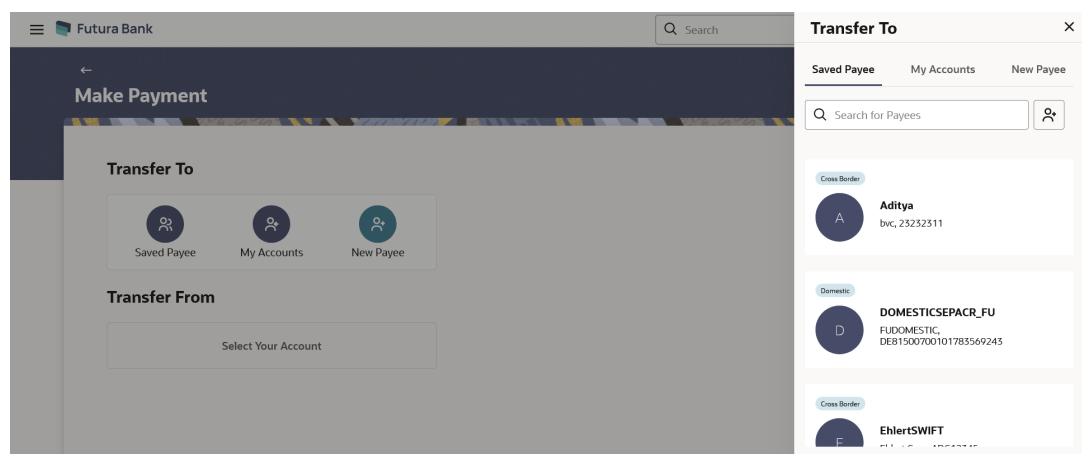 Futura Bank
Search
←
Make Payment
Transfer To
Saved Payee
My Accounts
New Payee
Transfer From
Select Your Account
Transfer To
Saved Payee
My Accounts
New Payee
Search for Payees
Cross Border
A
Aditya
bvc, 23232311
Domestic
D
DOMESTICSEPACR_FU
FUDOMESTIC,
DE81500700101783569243
Cross Border
E
EhlertSWIFT